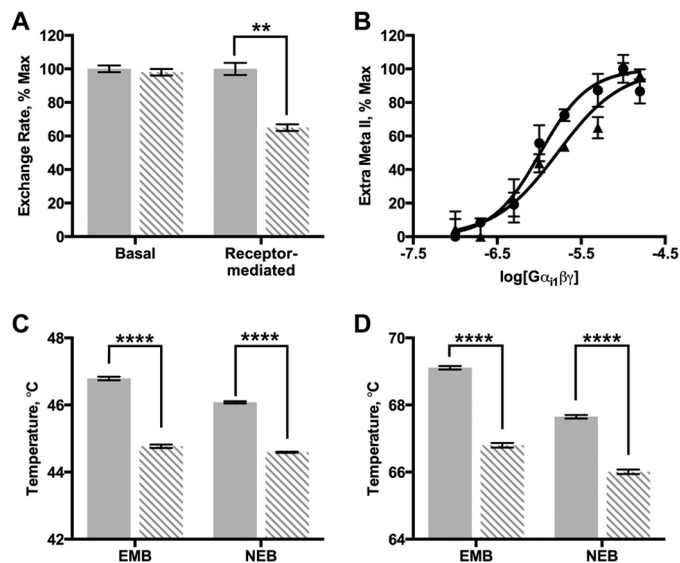 A
Exchange Rate, % Max
120
100
80
60
40
20
0
**
Basal
Receptor-
mediated
B
Extra Meta II, % Max
120
100
80
60
40
20
0
-7.5
-6.5
-5.5
-4.5
log[Gαi1βγ]
C
Temperature, °C
48
46
44
42
****
****
EMB
NEB
D
Temperature, °C
70
68
66
64
****
****
EMB
NEB